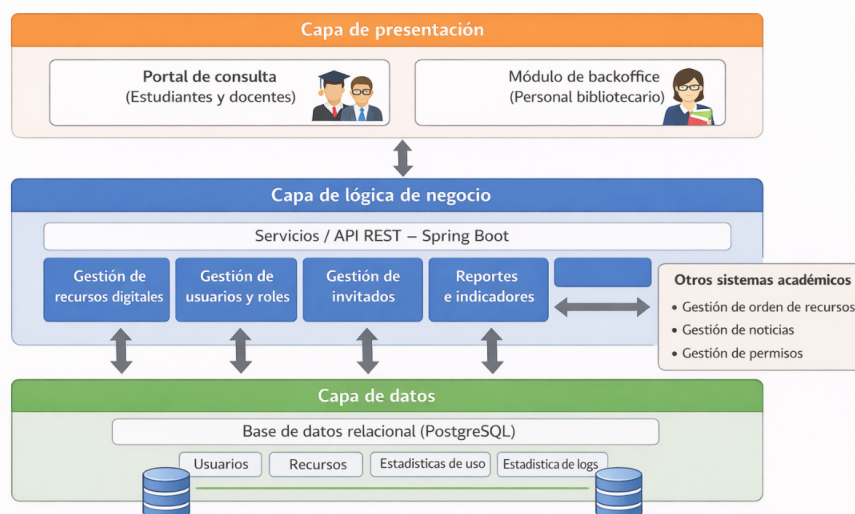 Capa de presentación
Portal de consulta
(Estudiantes y docentes)
Módulo de backoffice
(Personal bibliotecario)
Capa de lógica de negocio
Servicios / API REST – Spring Boot
Gestión de
recursos digitales
Gestión de
usuarios y roles
Gestión de
invitados
Reportes
e indicadores
Otros sistemas académicos
• Gestión de orden de recursos
• Gestión de noticias
• Gestión de permisos
Capa de datos
Base de datos relacional (PostgreSQL)
Usuarios
Recursos
Estadisticas de uso
Estadistica de logs